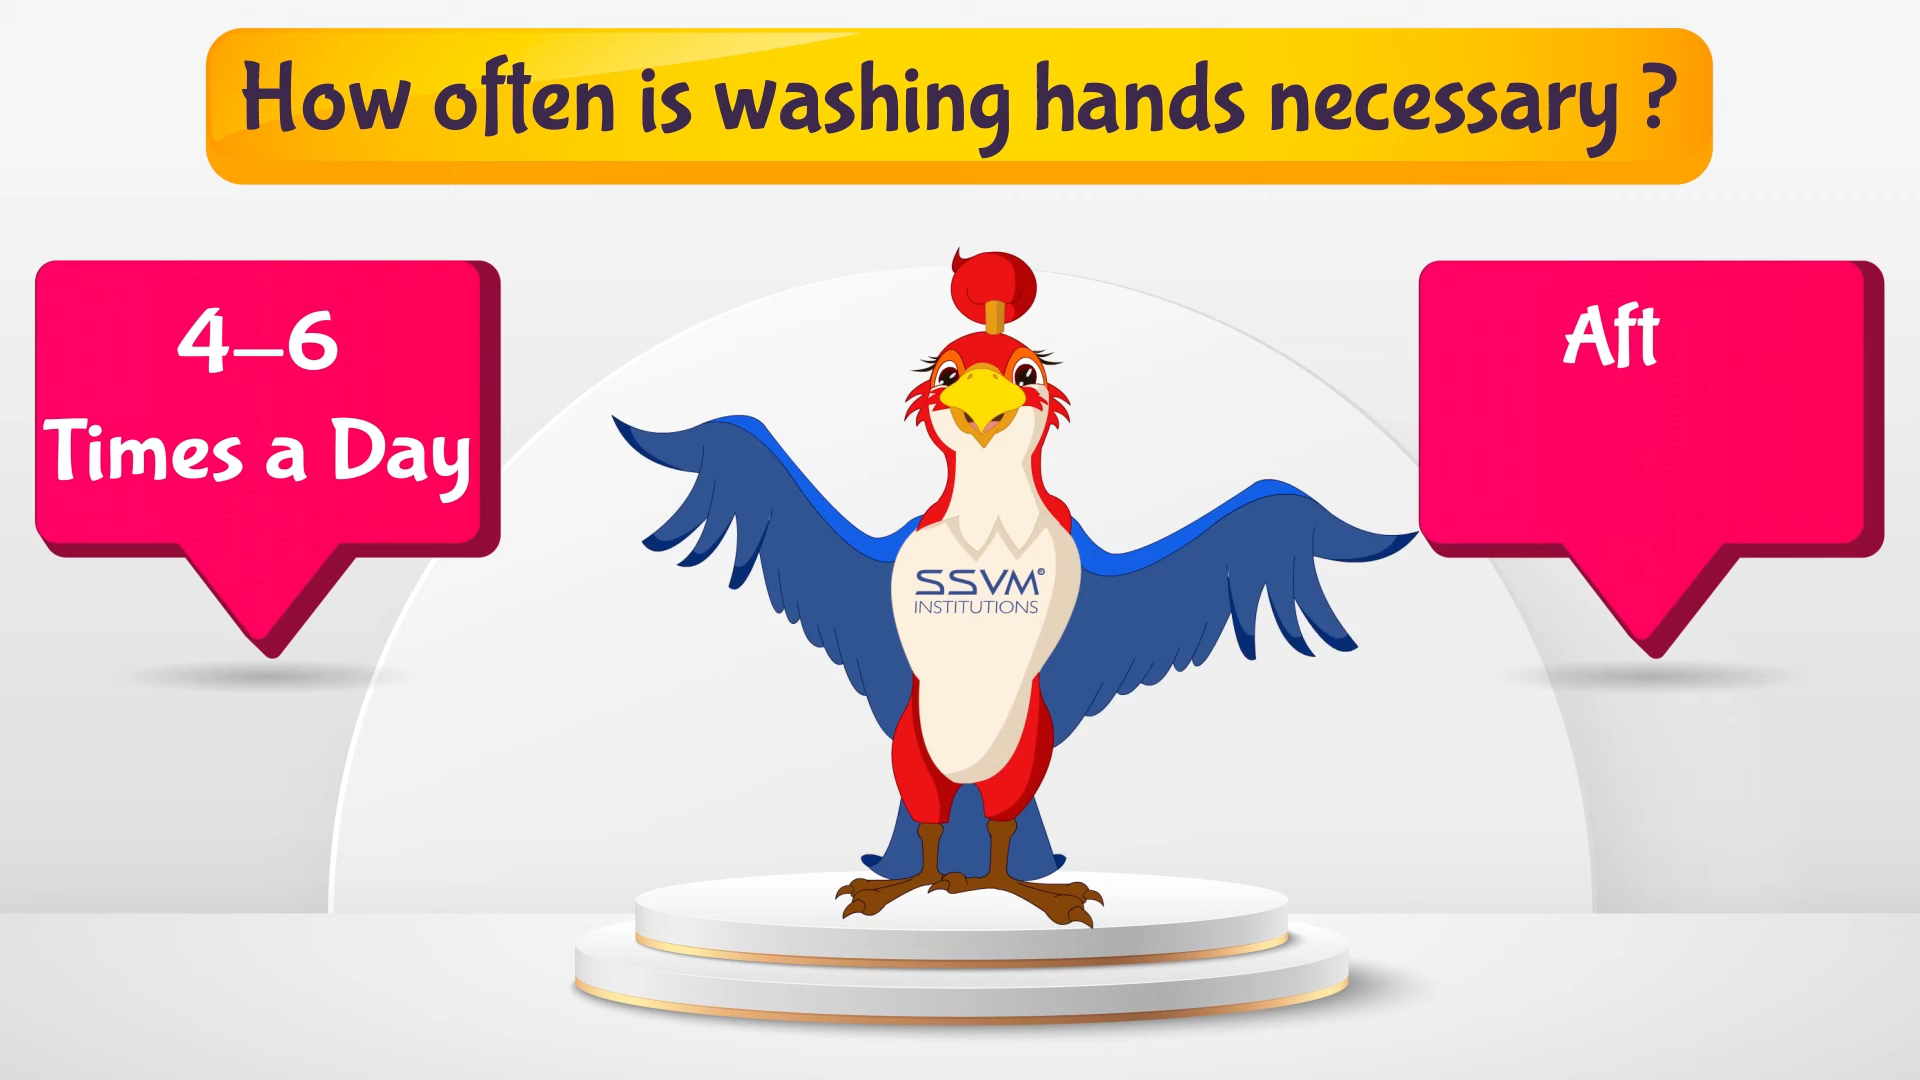 How often is washing hands necessary ?
4–6
Times a Day
Aft
SSVM
INSTITUTIONS